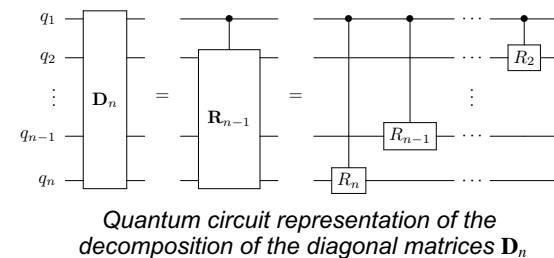 q₁
q₂ ⋯ R₂
⋮ 𝐃ₙ = 𝐑ₙ₋₁ = ⋮
qₙ₋₁ Rₙ₋₁ ⋯
qₙ Rₙ ⋯
Quantum circuit representation of the
decomposition of the diagonal matrices 𝐃ₙ